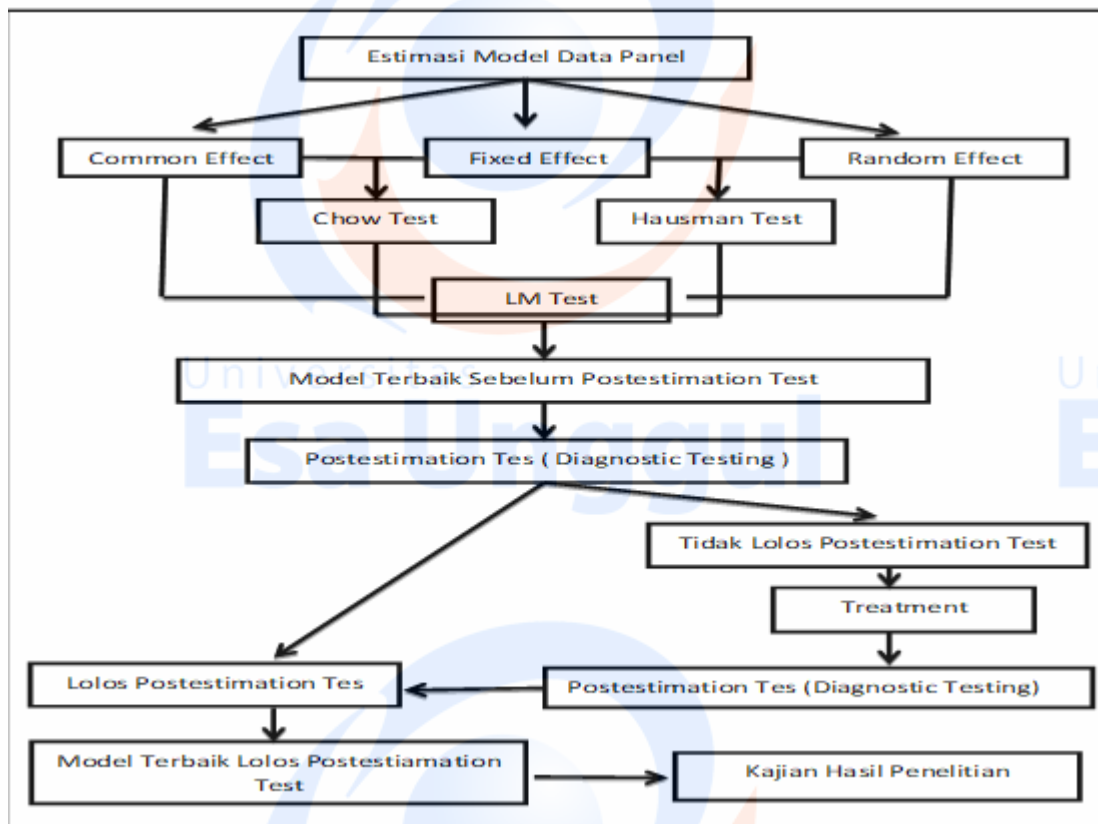 Estimasi Model Data Panel
Common Effect
Fixed Effect
Random Effect
Chow Test
Hausman Test
LM Test
Universitas
Esa Unggul
Un
E
Model Terbaik Sebelum Postestimation Test
Postestimation Tes ( Diagnostic Testing )
Tidak Lolos Postestimation Test
Treatment
Lolos Postestimation Tes
Postestimation Tes (Diagnostic Testing)
Model Terbaik Lolos Postestiamation
Test
Kajian Hasil Penelitian